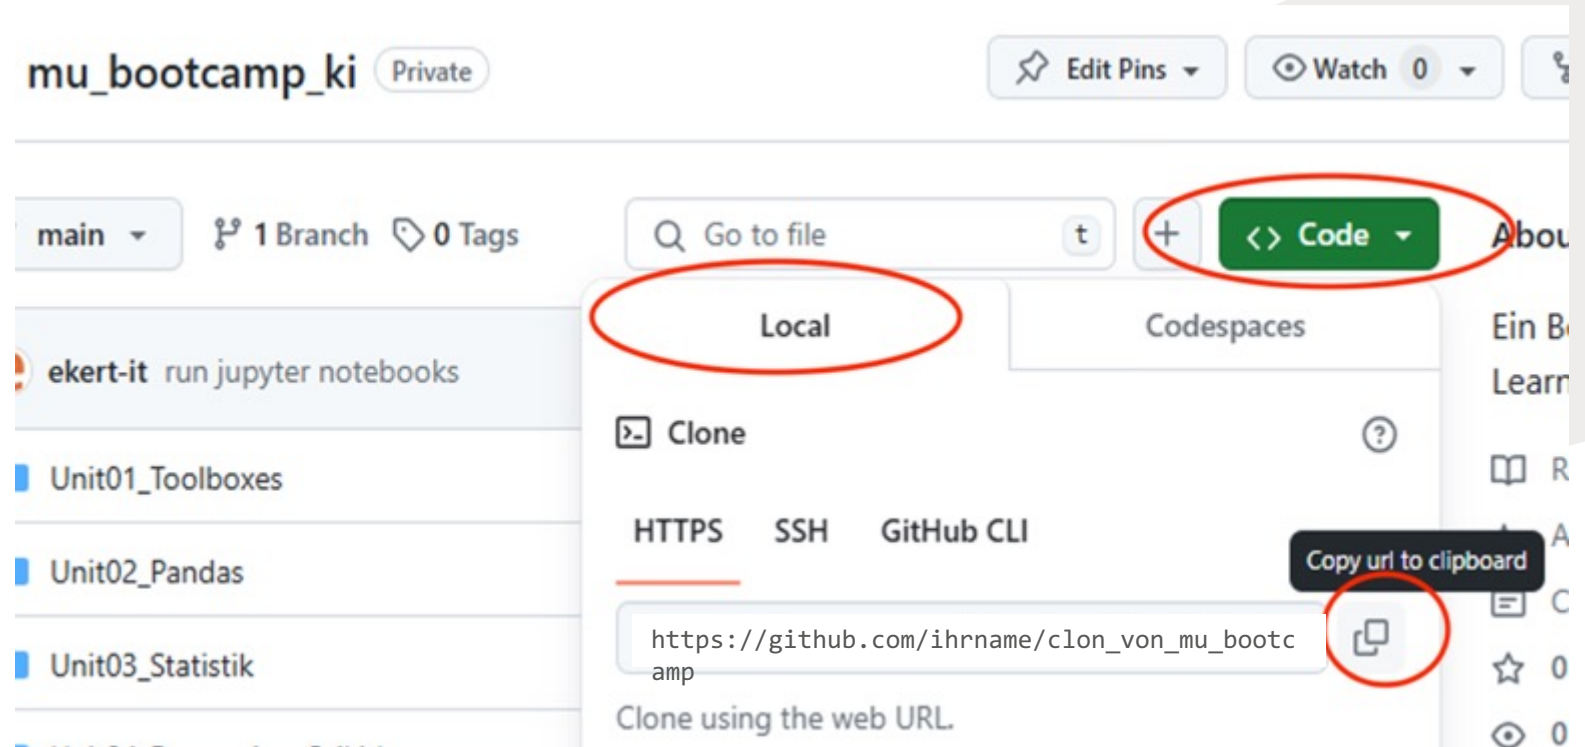 mu_bootcamp_ki Private
Edit Pins
Watch 0
main
1 Branch
0 Tags
Go to file
t
Code
Local
Codespaces
ekert-it run jupyter notebooks
Clone
HTTPS
SSH
GitHub CLI
Copy url to clipboard
https://github.com/ihrname/clon_von_mu_bootc
amp
Clone using the web URL.
Unit01_Toolboxes
Unit02_Pandas
Unit03_Statistik
Ein
0
0